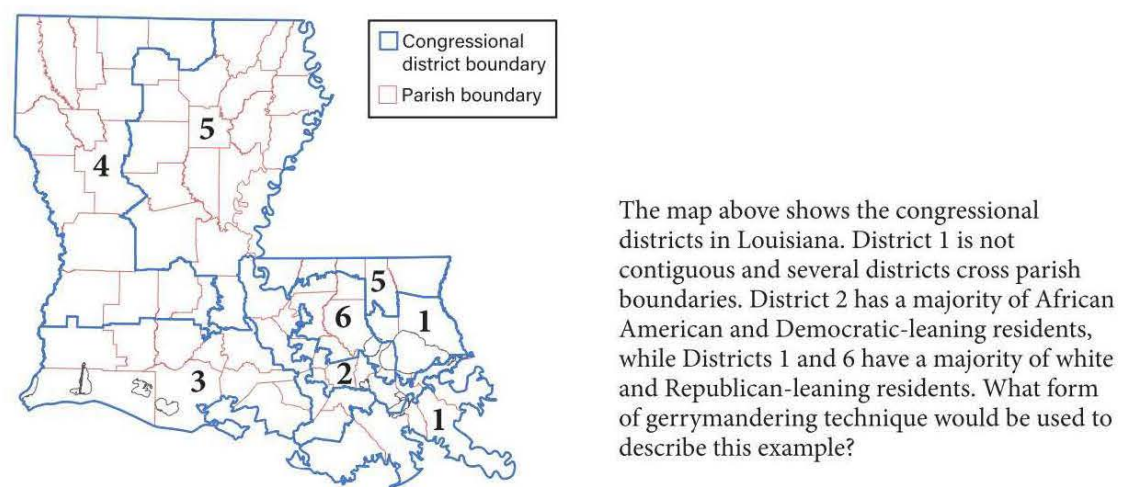 Congressional
district boundary
Parish boundary
5
4
5
6
1
2
3
1
The map above shows the congressional
districts in Louisiana. District 1 is not
contiguous and several districts cross parish
boundaries. District 2 has a majority of African
American and Democratic-leaning residents,
while Districts 1 and 6 have a majority of white
and Republican-leaning residents. What form
of gerrymandering technique would be used to
describe this example?